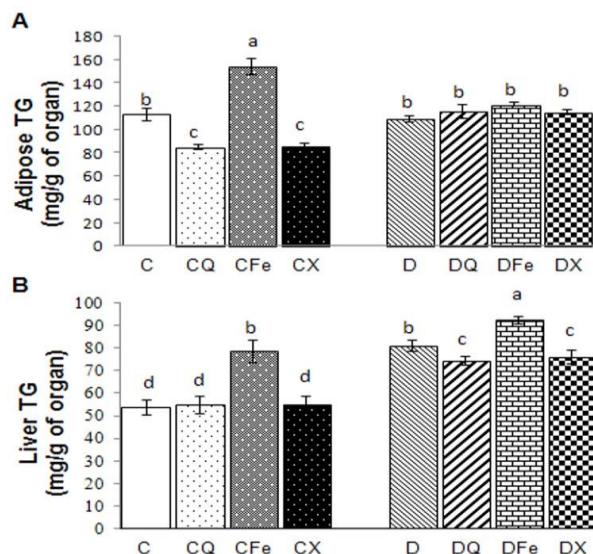 A
Adipose TG
(mg/g of organ)
180
160
140
120
100
80
60
40
20
0
b
c
a
c
b
b
b
b
C CQ CFe CX D DQ DFe DX
B
Liver TG
(mg/g of organ)
100
90
80
70
60
50
40
30
20
10
0
d
d
b
d
b
c
a
c
C CQ CFe CX D DQ DFe DX